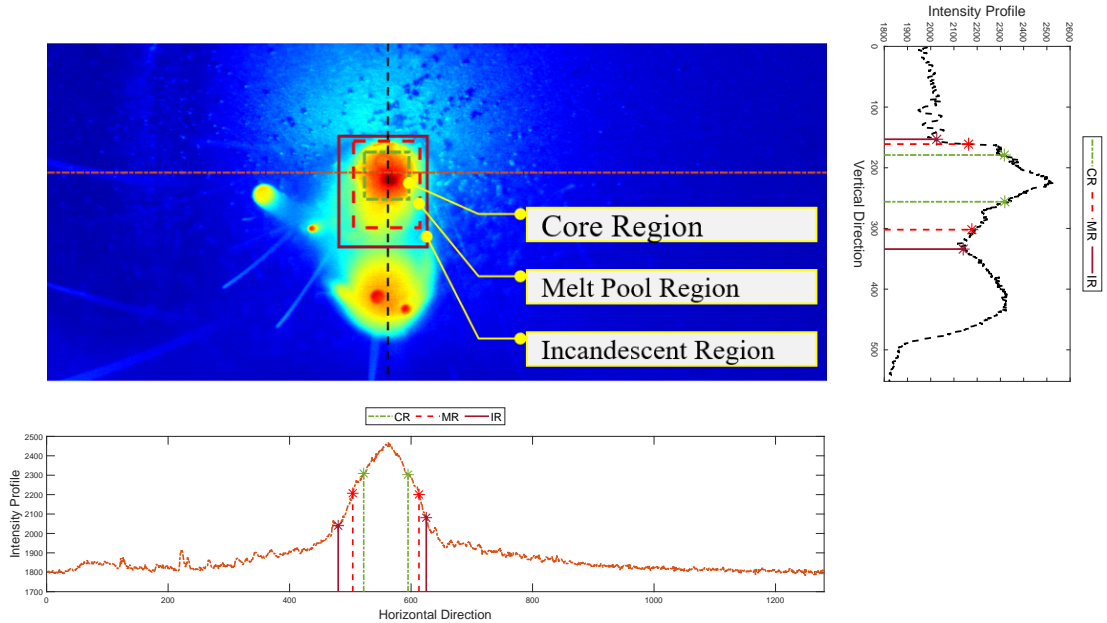 Intensity Profile
1800 1900 2000 2100 2200 2300 2400 2500 2600
0
100
200
300
400
500
Vertical Direction
CR MR IR
Core Region
Melt Pool Region
Incandescent Region
CR MR IR
2500
2400
2300
2200
2100
2000
1900
1800
1700
Intensity Profile
0 200 400 600 800 1000 1200
Horizontal Direction